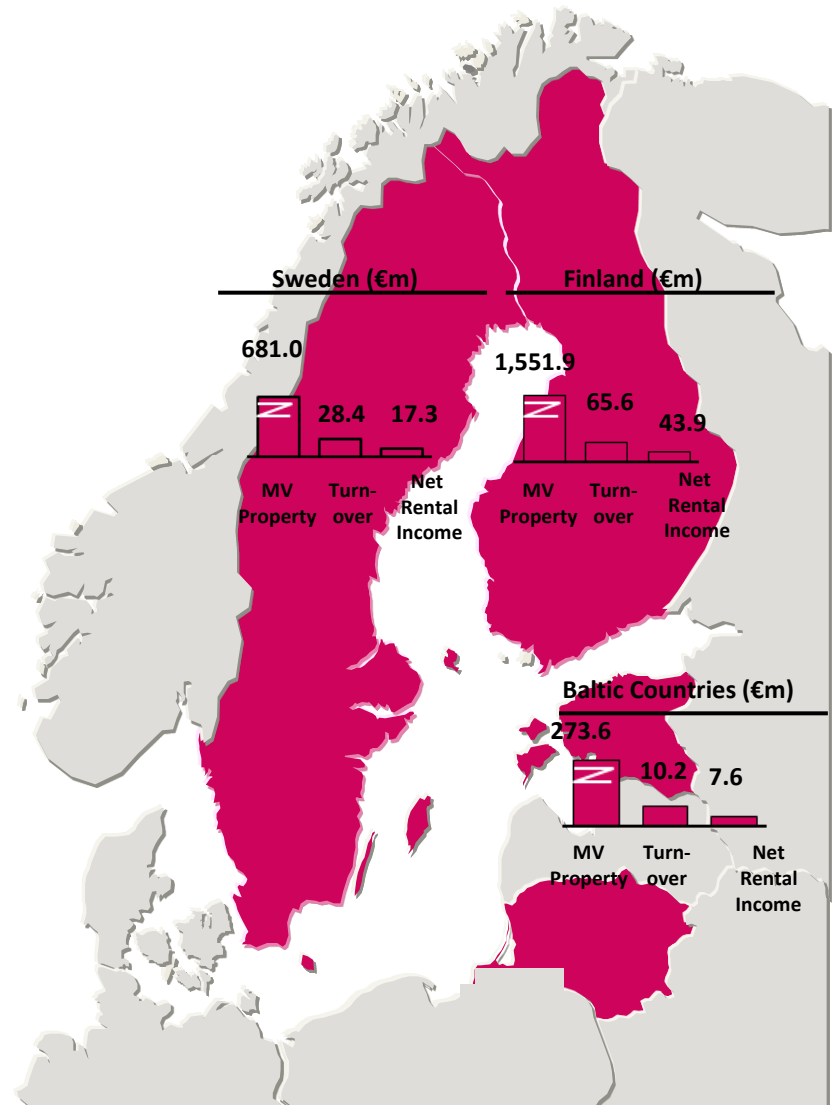 Sweden (€m)
681.0
28.4
17.3
MV
Property
Turn-
over
Net
Rental
Income
Finland (€m)
1,551.9
65.6
43.9
MV
Property
Turn-
over
Net
Rental
Income
Baltic Countries (€m)
273.6
10.2
7.6
MV
Property
Turn-
over
Net
Rental
Income